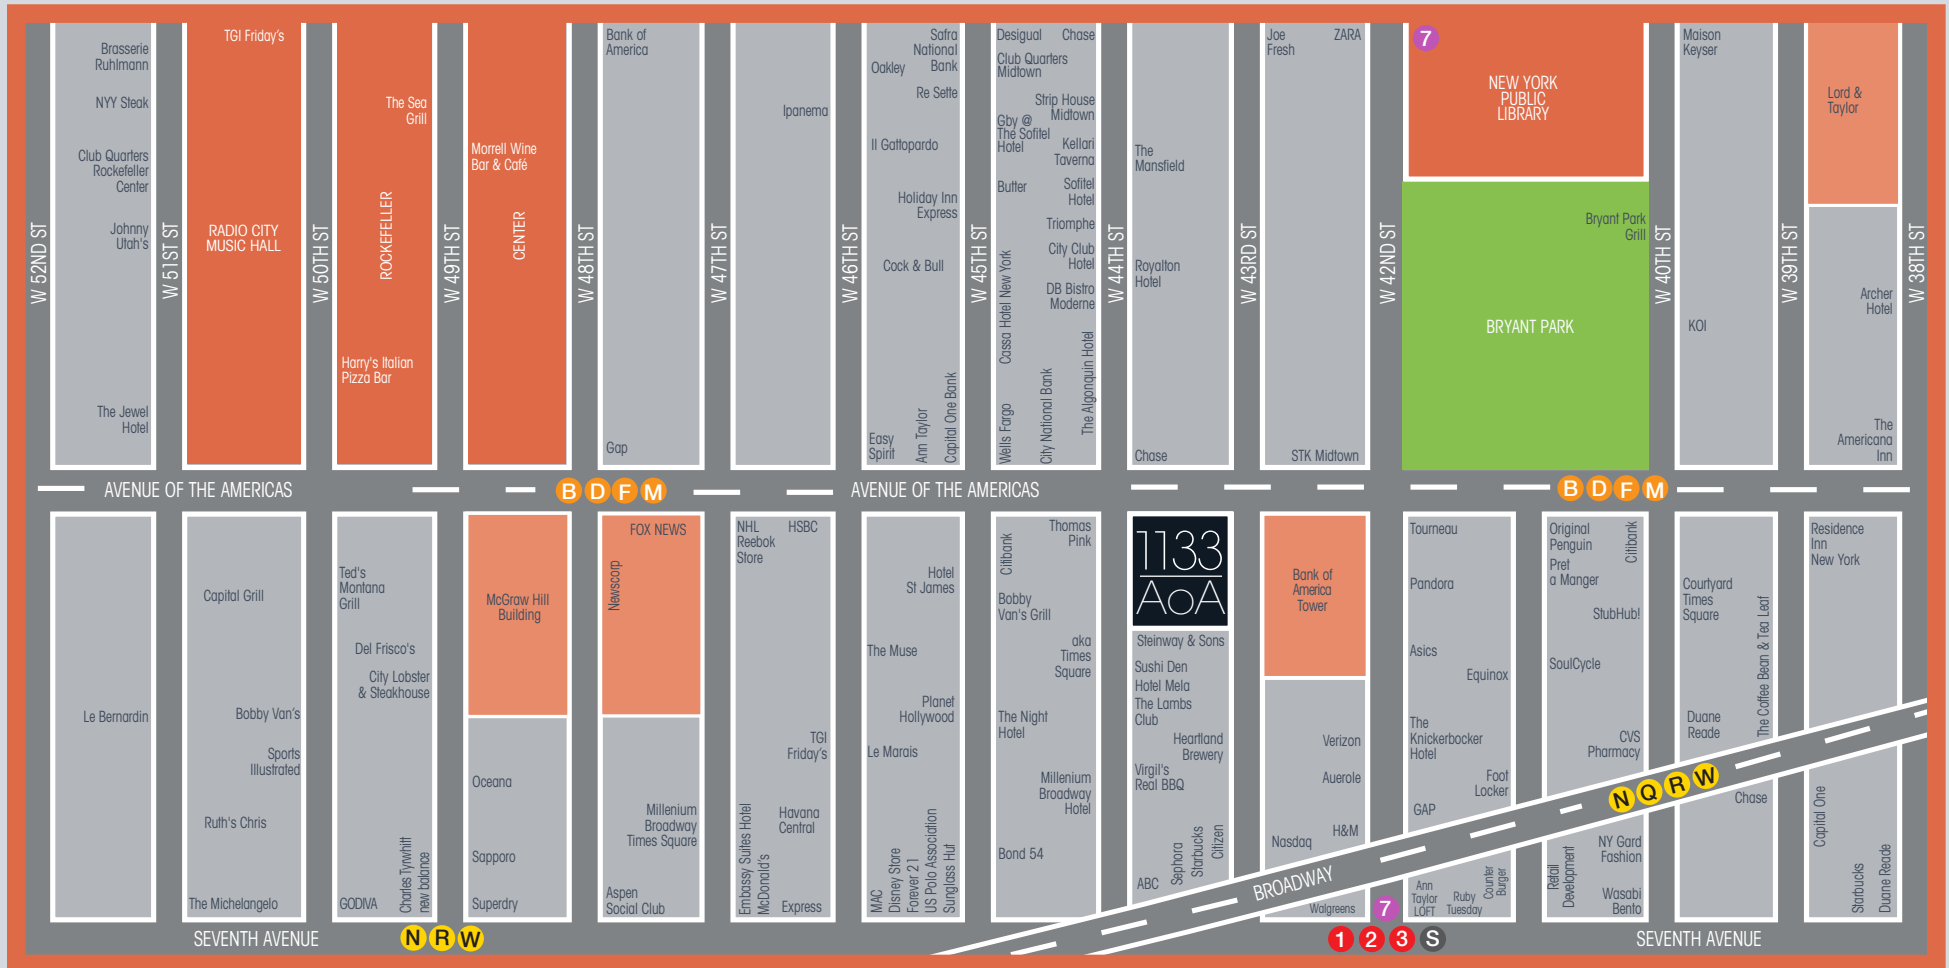 W 52ND ST
Brasserie
Ruhlmann
NYY Steak
Club Quarters
Rockefeller
Center
Johnny
Utah's
The Jewel
Hotel
W 51ST ST
TGI Friday's
RADIO CITY
MUSIC HALL
W 50TH ST
The Sea
Grill
ROCKEFELLER
Harry's Italian
Pizza Bar
W 49TH ST
Morrell Wine
Bar & Café
CENTER
W 48TH ST
Bank of
America
Gap
W 47TH ST
Ipanema
W 46TH ST
Safra
National
Bank
Oakley
Re Sette
Il Gattopardo
Holiday Inn
Express
Cock & Bull
Easy
Spirit
Ann Taylor
Capital One Bank
W 45TH ST
Desigual
Chase
Club Quarters
Midtown
Strip House
Midtown
Gby @
The Sofitel
Hotel
Kellari
Taverna
Butter
Sofitel
Hotel
Triomphe
City Club
Hotel
Cassa Hotel New York
DB Bistro
Moderne
Wells Fargo
City National Bank
The Algonquin Hotel
W 44TH ST
The
Mansfield
Royalton
Hotel
Chase
W 43RD ST
Joe
Fresh
ZARA
STK Midtown
W 42ND ST
7
NEW YORK
PUBLIC
LIBRARY
Bryant Park
Grill
BRYANT PARK
W 40TH ST
Maison
Keyser
KOI
W 39TH ST
Lord &
Taylor
Archer
Hotel
The
Americana
Inn
W 38TH ST
AVENUE OF THE AMERICAS
B D F M
AVENUE OF THE AMERICAS
B D F M
Le Bernardin
Capital Grill
Bobby Van's
Sports
Illustrated
Ruth's Chris
The Michelangelo
Ted's
Montana
Grill
Del Frisco's
City Lobster
& Steakhouse
GODIVA
Charles Tyrwhitt
new balance
McGraw Hill
Building
Oceana
Sapporo
Superdry
FOX NEWS
Newscorp
Millenium
Broadway
Times Square
Aspen
Social Club
NHL
Reebok
Store
HSBC
TGI
Friday's
Havana
Central
Embassy Suites Hotel
McDonald's
Express
Hotel
St James
The Muse
Planet
Hollywood
Le Marais
MAC
Disney Store
Forever 21
US Polo Association
Sunglass Hut
Thomas
Pink
Citibank
Bobby
Van's Grill
aka
Times
Square
The Night
Hotel
Millenium
Broadway
Hotel
Bond 54
1133
AoA
Steinway & Sons
Sushi Den
Hotel Mela
The Lambs
Club
Heartland
Brewery
Virgil's
Real BBQ
ABC
Sephora
Starbucks
Citizen
Bank of
America
Tower
Verizon
Auerole
H&M
Nasdaq
Walgreens
Tourneau
Pandora
Asics
Equinox
The
Knickerbocker
Hotel
Foot
Locker
GAP
Ann
Taylor
LOFT
Ruby
Tuesday
Counter
Burger
Original
Penguin
Citibank
Pret
a Manger
StubHub!
SoulCycle
CVS
Pharmacy
NY Gard
Fashion
Retail
Development
Wasabi
Bento
Courtyard
Times
Square
The Coffee Bean & Tea Leaf
Duane
Reade
Chase
Residence
Inn
New York
Capital One
Starbucks
Duane Reade
BROADWAY
N Q R W
SEVENTH AVENUE
N R W
7
1 2 3 S
SEVENTH AVENUE